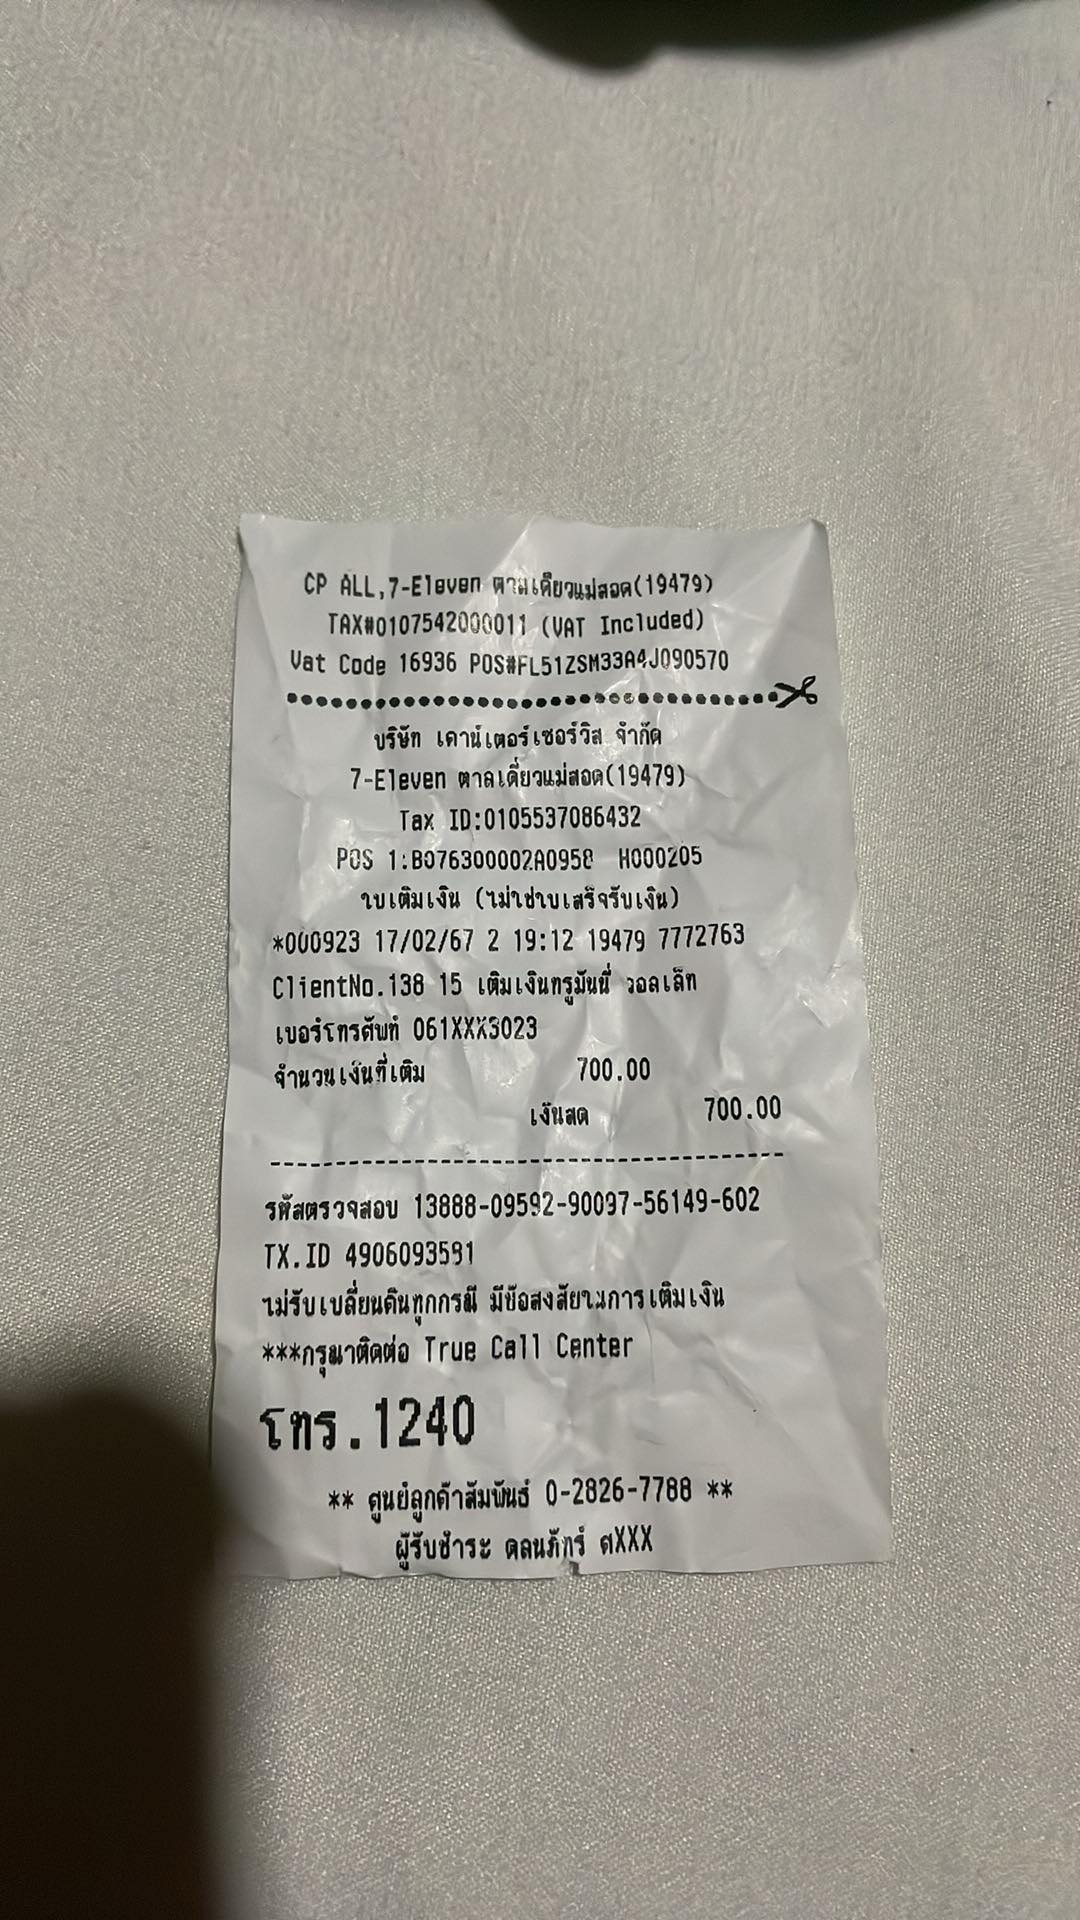 CP ALL,7-Eleven ตาลเดี่ยวแม่สอด(19479)
TAX#0107542000011 (VAT Included)
Vat Code 16936 POS#FL51ZSM33A4J090570
บริษัท เคาน์เตอร์เซอร์วิส จำกัด
7-Eleven ตาลเดี่ยวแม่สอด(19479)
Tax ID:0105537086432
POS 1:B076300002A0958 H000205
ใบเติมเงิน (ไม่ใช่ใบเสร็จรับเงิน)
*000923 17/02/67 2 19:12 19479 7772763
ClientNo.138 15 เติมเงินทรูมันนี่ วอลเล็ท
เบอร์โทรศัพท์ 061XXX3023
จำนวนเงินที่เติม 700.00
เงินสด 700.00
รหัสตรวจสอบ 13888-09592-90097-56149-602
TX.ID 4906093591
ไม่รับเปลี่ยนคืนทุกกรณี มีข้อสงสัยในการเติมเงิน
***กรุณาติดต่อ True Call Center
โทร.1240
** ศูนย์ลูกค้าสัมพันธ์ 0-2826-7788 **
ผู้รับชำระ ดลนภัทร์ ศXXX